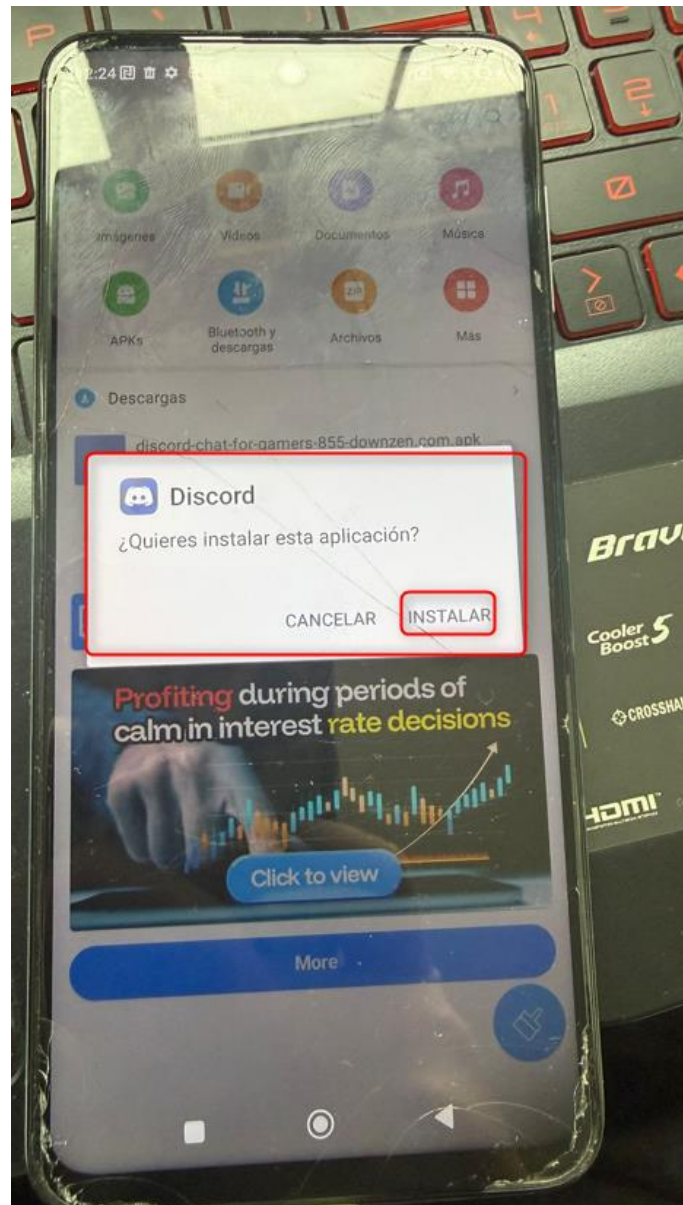 P
2:24
Imágenes
Videos
Documentos
Música
APKs
Bluetooth y
descargas
ZIP
Archivos
Más
Descargas
discord-chat-for-gamers-855-downzen.com.apk
Discord
¿Quieres instalar esta aplicación?
CANCELAR
INSTALAR
Profiting during periods of
calm in interest rate decisions
Click to view
More
Cooler
Boost 5
HDMI